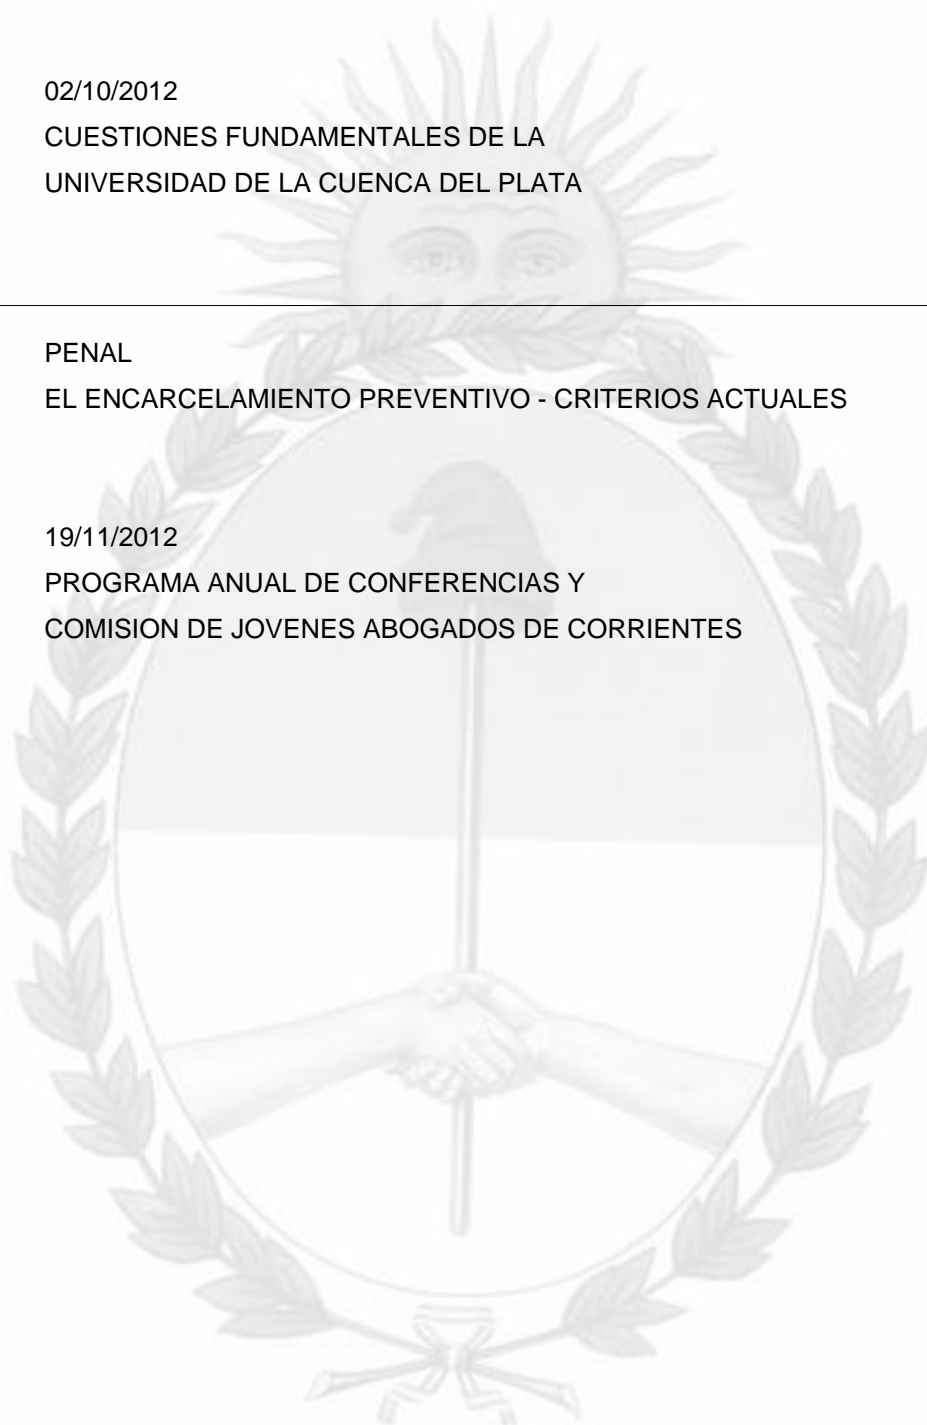 02/10/2012
CUESTIONES FUNDAMENTALES DE LA
UNIVERSIDAD DE LA CUENCA DEL PLATA
PENAL
EL ENCARCELAMIENTO PREVENTIVO - CRITERIOS ACTUALES
19/11/2012
PROGRAMA ANUAL DE CONFERENCIAS Y
COMISION DE JOVENES ABOGADOS DE CORRIENTES